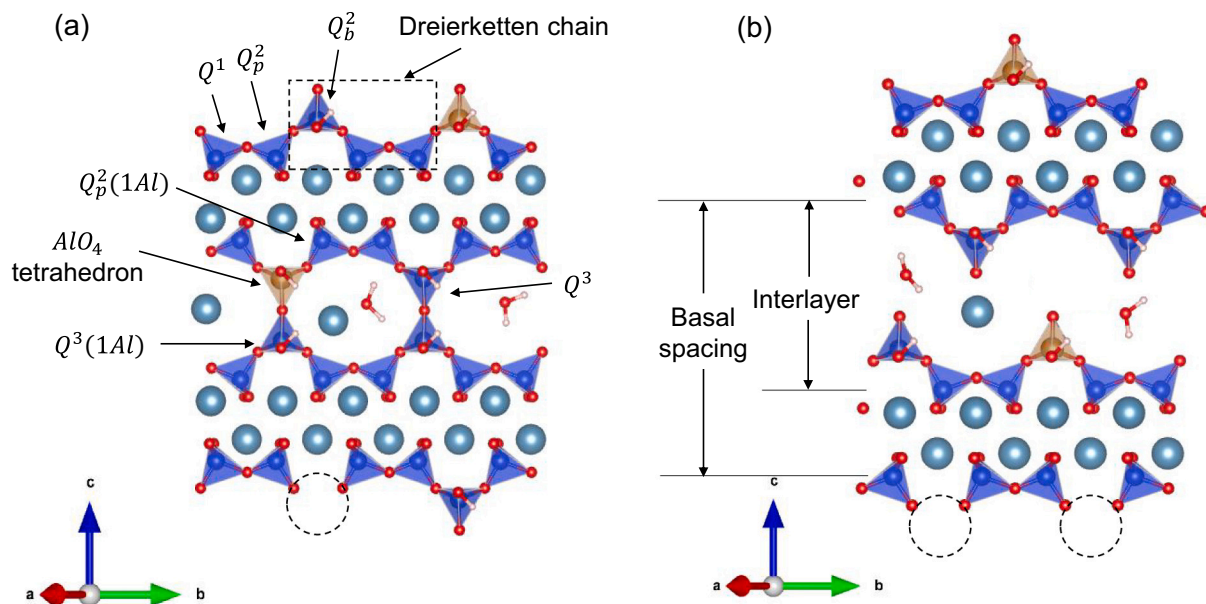 (a)
$Q_b^2$
Dreierketten chain
(b)
$Q^1$
$Q_p^2$
$Q_p^2(1Al)$
$AlO_4$
tetrahedron
$Q^3$
$Q^3(1Al)$
Interlayer
Basal
spacing
c
a
b
c
a
b